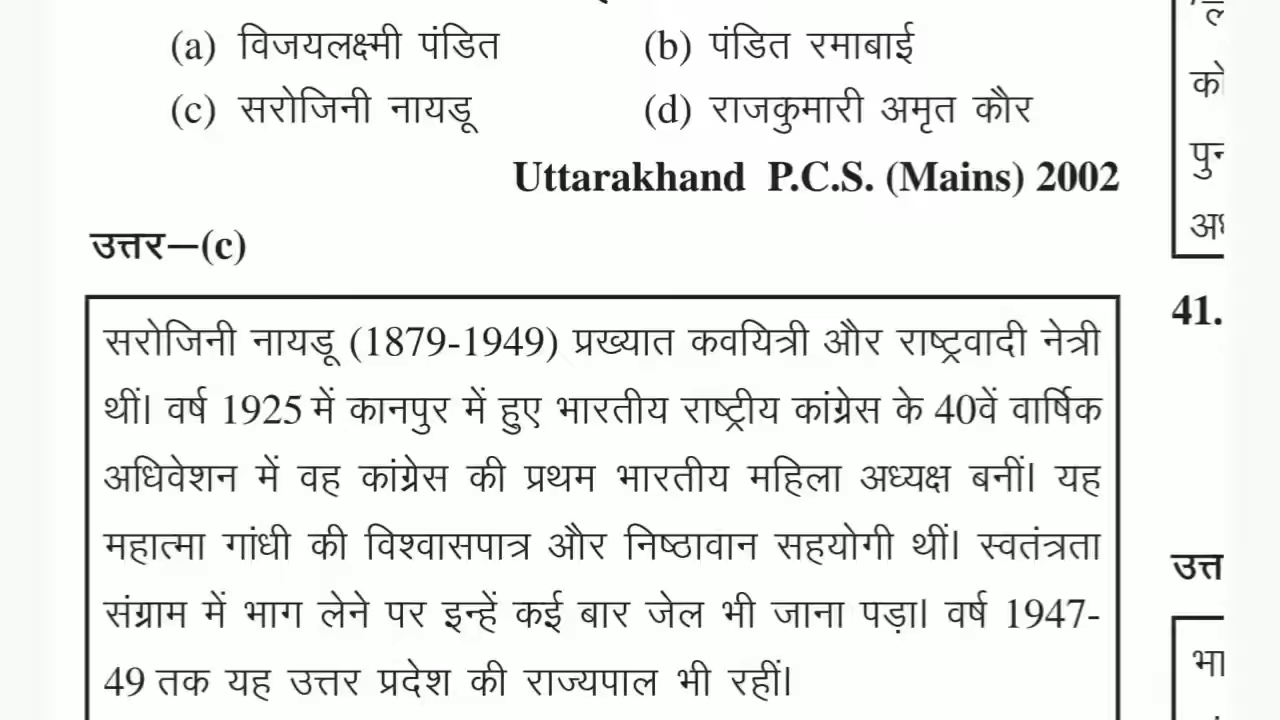 (a) विजयलक्ष्मी पंडित (b) पंडित रमाबाई
(c) सरोजिनी नायडू (d) राजकुमारी अमृत कौर
Uttarakhand P.C.S. (Mains) 2002
उत्तर—(c)
सरोजिनी नायडू (1879-1949) प्रख्यात कवयित्री और राष्ट्रवादी नेत्री
थीं। वर्ष 1925 में कानपुर में हुए भारतीय राष्ट्रीय कांग्रेस के 40वें वार्षिक
अधिवेशन में वह कांग्रेस की प्रथम भारतीय महिला अध्यक्ष बनीं। यह
महात्मा गांधी की विश्वासपात्र और निष्ठावान सहयोगी थीं। स्वतंत्रता
संग्राम में भाग लेने पर इन्हें कई बार जेल भी जाना पड़ा। वर्ष 1947-
49 तक यह उत्तर प्रदेश की राज्यपाल भी रहीं।
को
41.